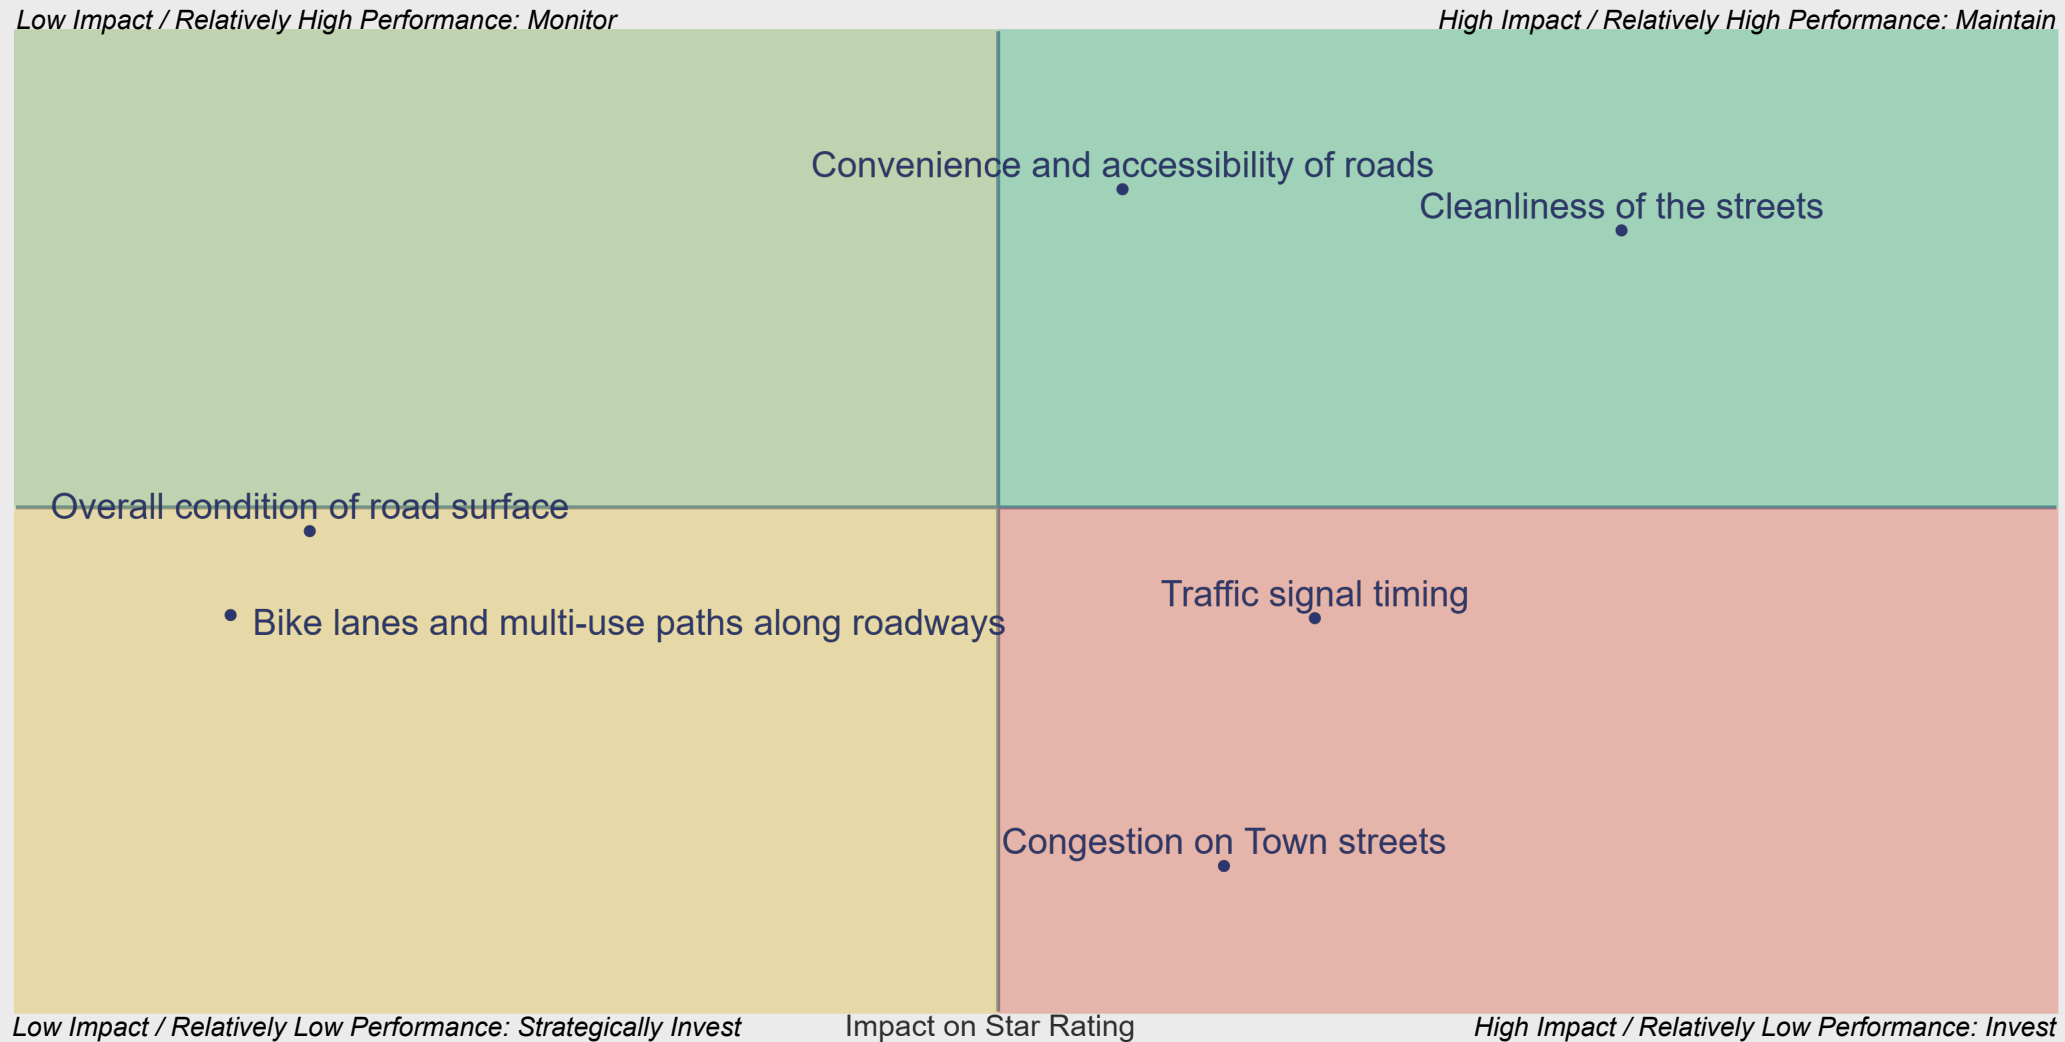 Low Impact / Relatively High Performance: Monitor
High Impact / Relatively High Performance: Maintain
Convenience and accessibility of roads
Cleanliness of the streets
Overall condition of road surface
Traffic signal timing
Bike lanes and multi-use paths along roadways
Congestion on Town streets
Low Impact / Relatively Low Performance: Strategically Invest
Impact on Star Rating
High Impact / Relatively Low Performance: Invest